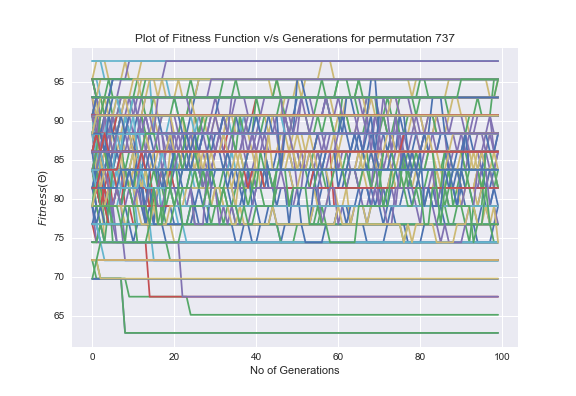 Plot of Fitness Function v/s Generations for permutation 737
95
90
85
80
75
70
65
Fitness(Θ)
0 20 40 60 80 100
No of Generations